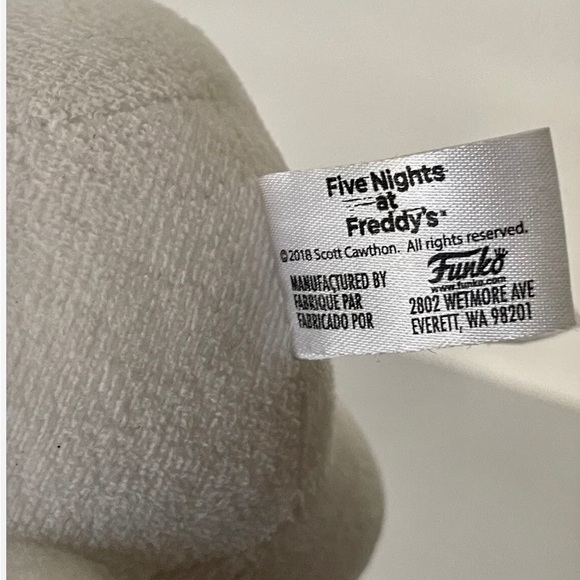 Five Nights
at
Freddy's™
©2018 Scott Cawthon. All rights reserved.
MANUFACTURED BY
FABRIQUE PAR
FABRICADO POR
Funko
www.funko.com
2802 WETMORE AVE
EVERETT, WA 98201